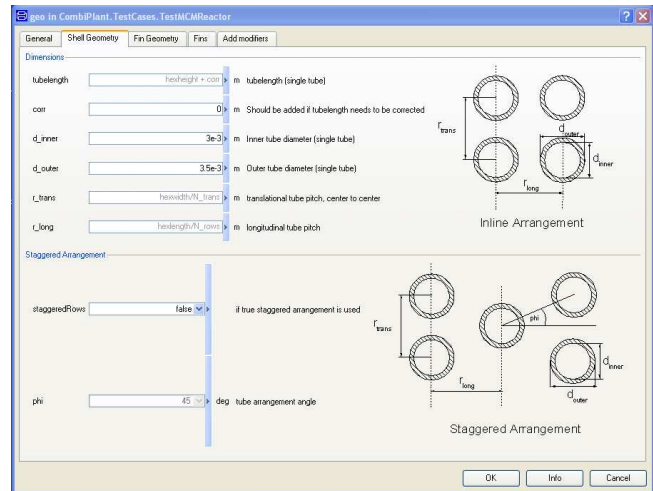 geo in CombiPlant.TestCases.TestMCMReactor
General Shell Geometry Fin Geometry Fins Add modifiers
Dimensions
tubelength hexheight + corr m tubelength (single tube)
corr 0 m Should be added if tubelength needs to be corrected
d_inner 3e-3 m Inner tube diameter (single tube)
d_outer 3.5e-3 m Outer tube diameter (single tube)
r_trans hexwidth/N_trans m translational tube pitch, center to center
r_long hexlength/N_rows m longitudinal tube pitch
r trans
d outer
d inner
r long
Inline Arrangement
Staggered Arrangement
staggeredRows false if true staggered arrangement is used
phi 45 deg tube arrangement angle
r trans
phi
d inner
r long
d outer
Staggered Arrangement
OK Info Cancel